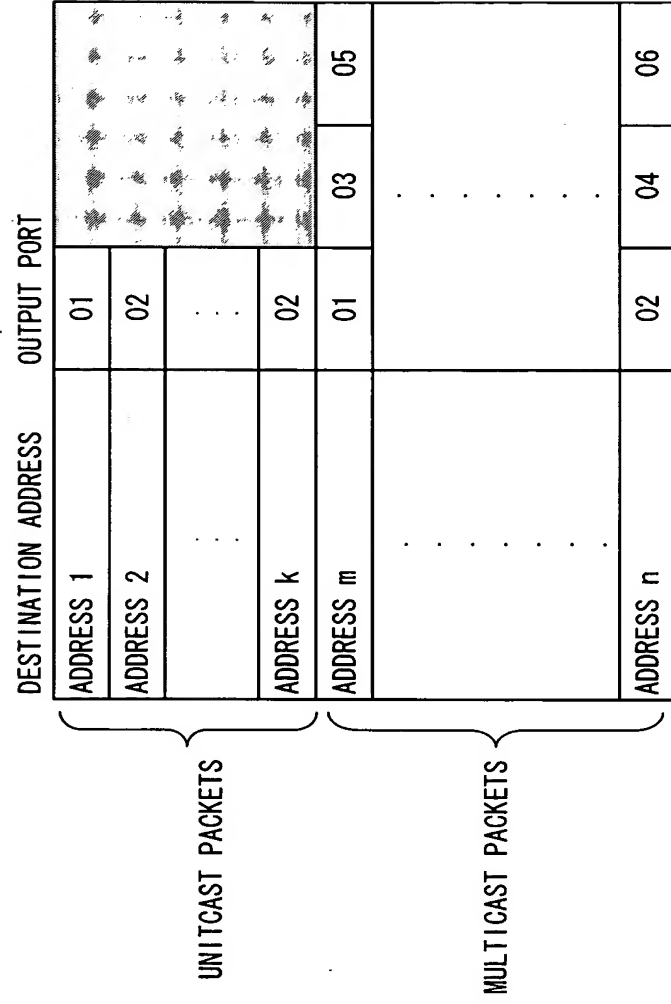 DESTINATION ADDRESS OUTPUT PORT
UNITCAST PACKETS
ADDRESS 1 01
ADDRESS 2 02
... ...
ADDRESS k 02
MULTICAST PACKETS
ADDRESS m 01 03 05
....... .......
ADDRESS n 02 04 06